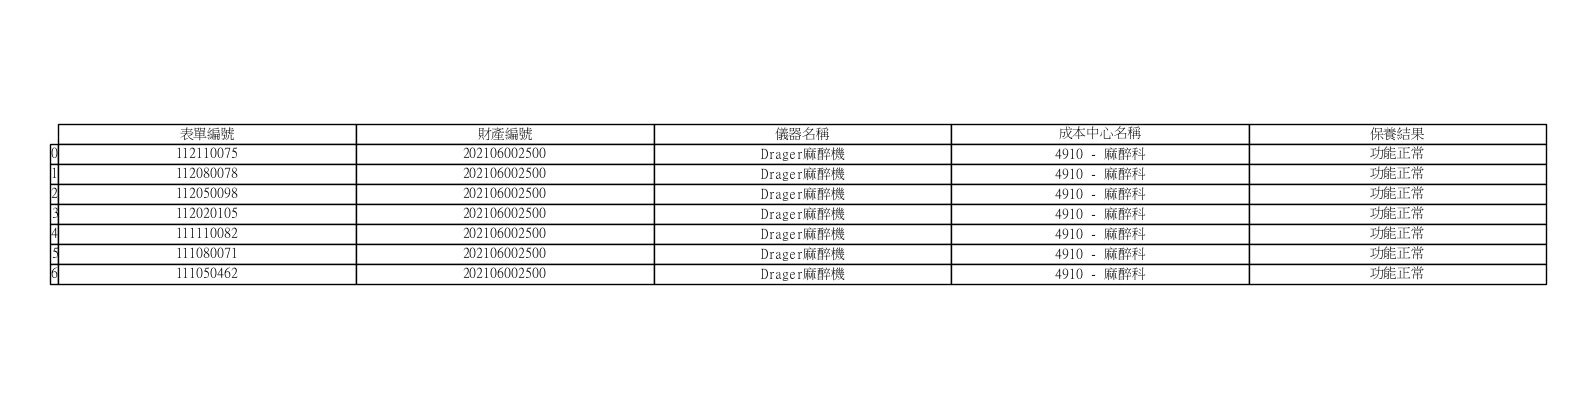 表單編號 財產編號 儀器名稱 成本中心名稱 保養結果
0 112110075 202106002500 Drager麻醉機 4910 - 麻醉科 功能正常
1 112080078 202106002500 Drager麻醉機 4910 - 麻醉科 功能正常
2 112050098 202106002500 Drager麻醉機 4910 - 麻醉科 功能正常
3 112020105 202106002500 Drager麻醉機 4910 - 麻醉科 功能正常
4 111110082 202106002500 Drager麻醉機 4910 - 麻醉科 功能正常
5 111080071 202106002500 Drager麻醉機 4910 - 麻醉科 功能正常
6 111050462 202106002500 Drager麻醉機 4910 - 麻醉科 功能正常